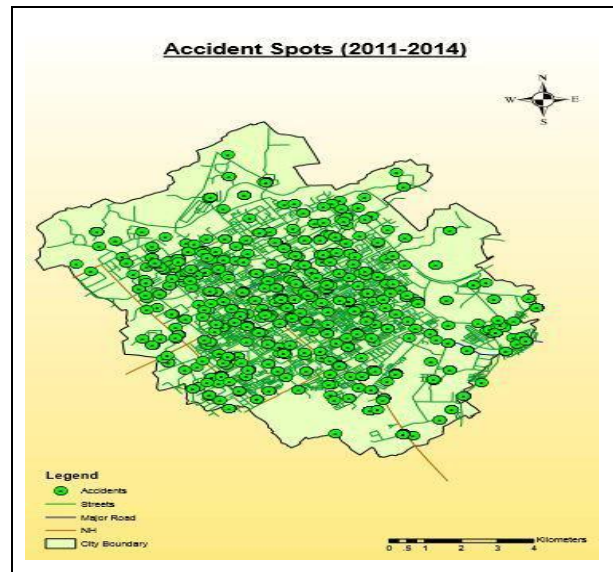 Accident Spots (2011-2014)
N
W E
S
Legend
Accidents
Streets
Major Road
NH
City Boundary
Kilometers
0 .5 1 2 3 4